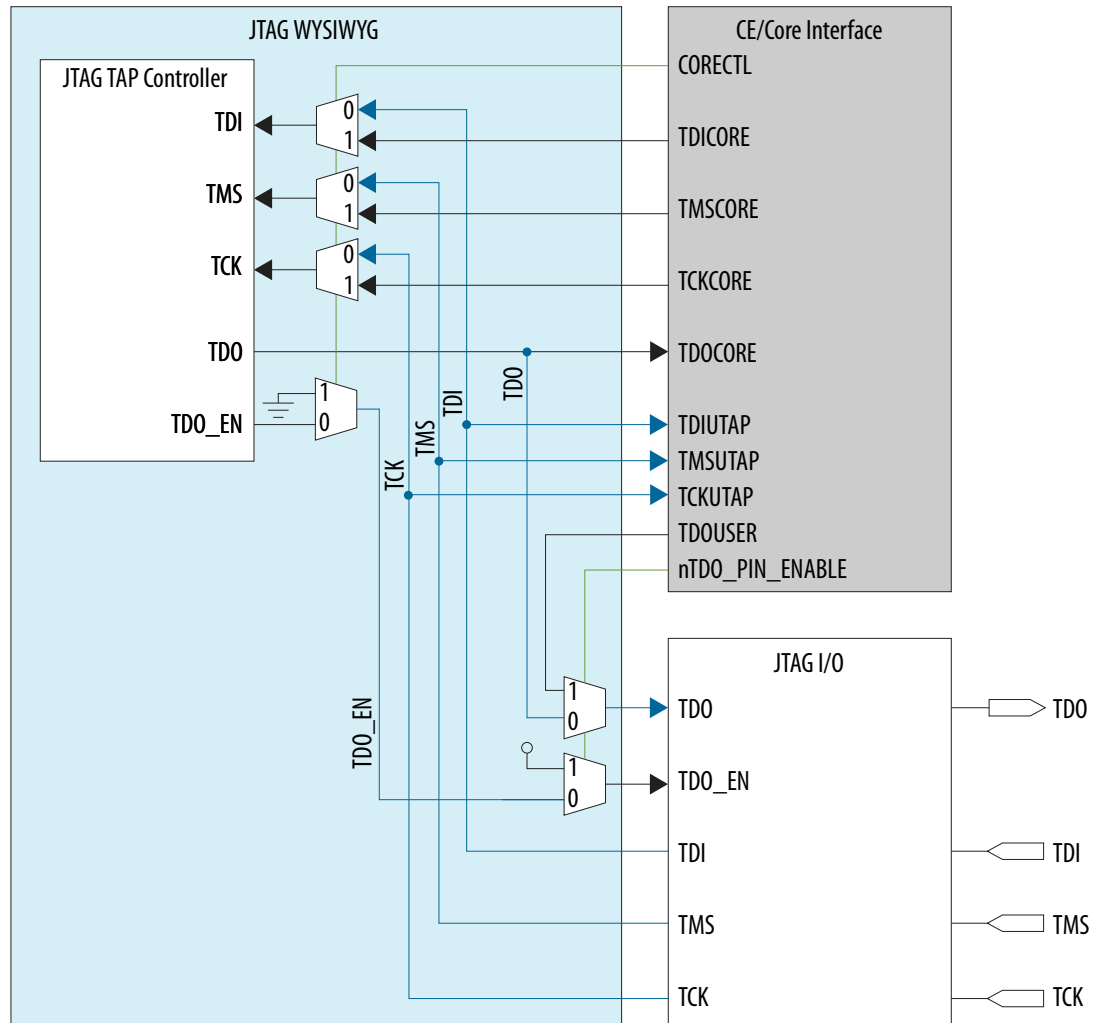 JTAG WYSIWYG
JTAG TAP Controller
TDI
TMS
TCK
TDO
TDO_EN
0
1
0
1
0
1
1
0
TCK
TMS
TDI
TDO
TDO_EN
1
0
1
0
CE/Core Interface
CORECTL
TDICORE
TMSCORE
TCKCORE
TDOCORE
TDIUTAP
TMSUTAP
TCKUTAP
TDOUSER
nTDO_PIN_ENABLE
JTAG I/O
TDO
TDO_EN
TDI
TMS
TCK
TDO
TDI
TMS
TCK